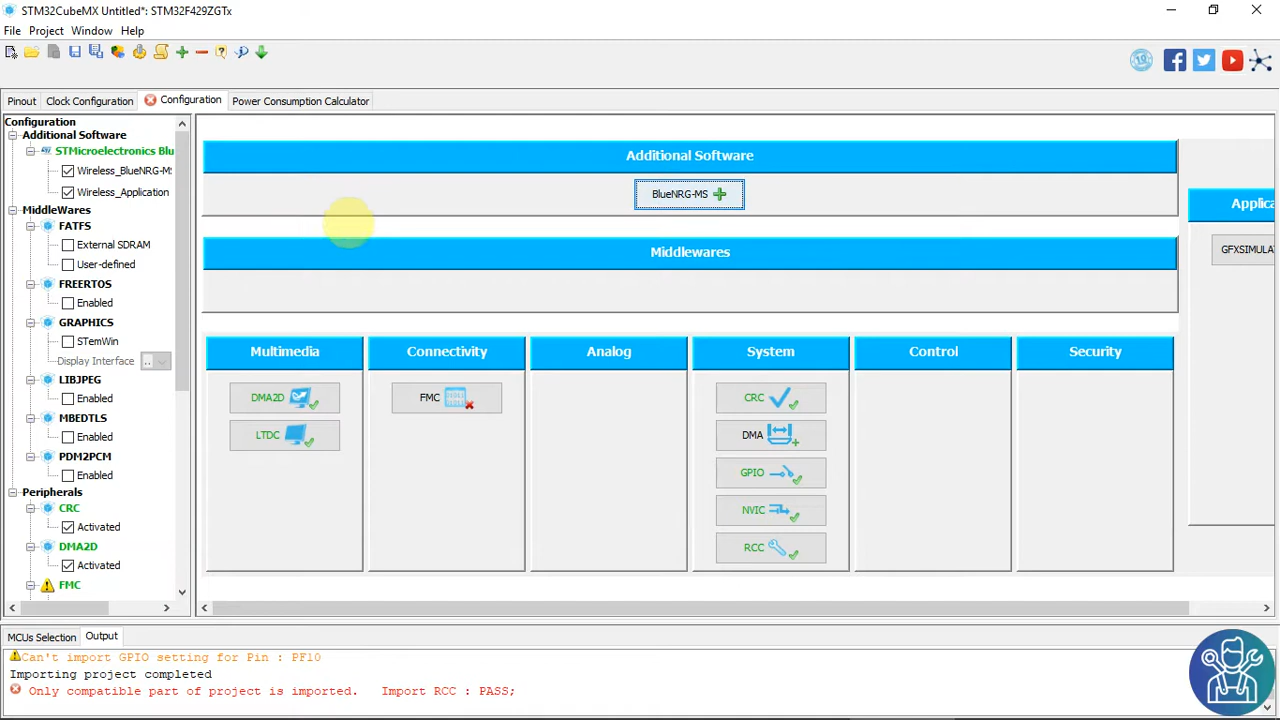 STM32CubeMX Untitled*: STM32F429ZGTx
File Project Window Help
Pinout Clock Configuration Configuration Power Consumption Calculator
Configuration
Additional Software
STMicroelectronics Blu
Wireless_BlueNRG-M
Wireless_Application
MiddleWares
FATFS
External SDRAM
User-defined
FREERTOS
Enabled
GRAPHICS
STemWin
Display Interface ..
LIBJPEG
Enabled
MBEDTLS
Enabled
PDM2PCM
Enabled
Peripherals
CRC
Activated
DMA2D
Activated
FMC
Additional Software
BlueNRG-MS
Middlewares
Multimedia
DMA2D
LTDC
Connectivity
FMC
Analog
System
CRC
DMA
GPIO
NVIC
RCC
Control
Security
Applica
GFXSIMULA
MCUs Selection Output
Can't import GPIO setting for Pin : PF10
Importing project completed
Only compatible part of project is imported. Import RCC : PASS;